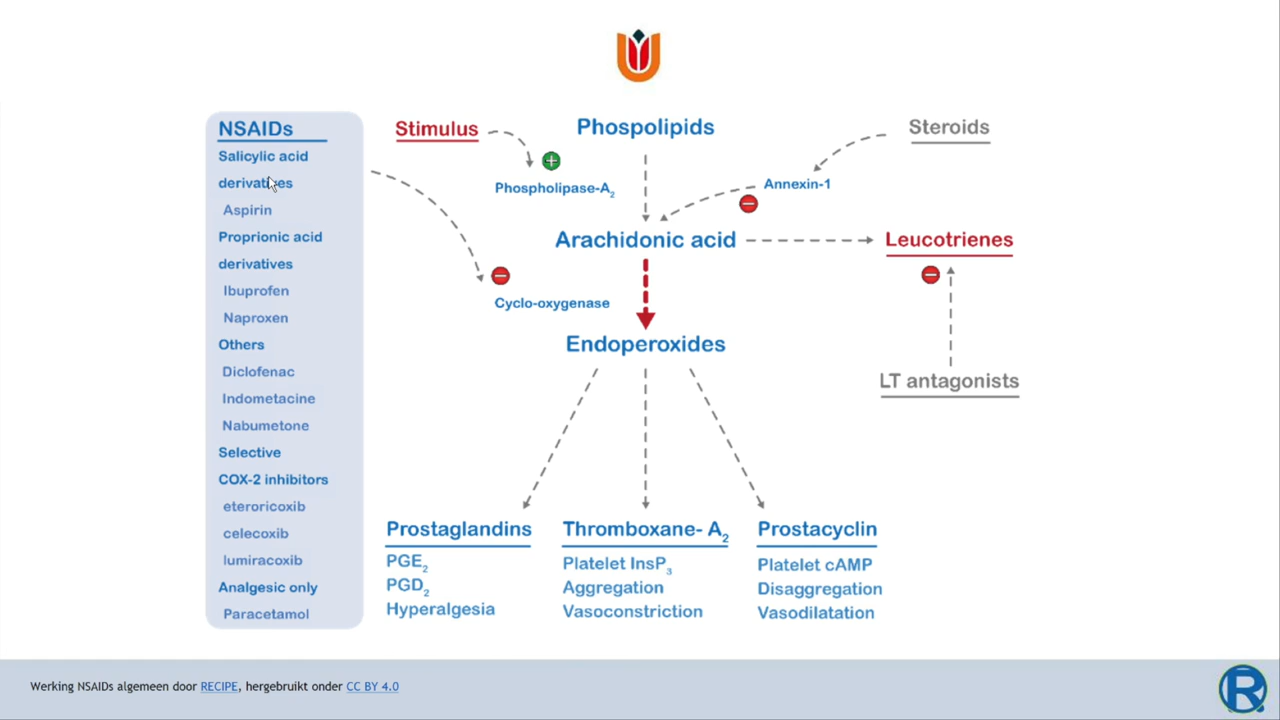 NSAIDs
Salicylic acid
derivatives
Aspirin
Proprionic acid
derivatives
Ibuprofen
Naproxen
Others
Diclofenac
Indometacine
Nabumetone
Selective
COX-2 inhibitors
eteroricoxib
celecoxib
lumiracoxib
Analgesic only
Paracetamol
Stimulus
Phospolipids
Steroids
Phospholipase-A₂
Annexin-1
Arachidonic acid
Leucotrienes
Cyclo-oxygenase
Endoperoxides
LT antagonists
Prostaglandins
PGE₂
PGD₂
Hyperalgesia
Thromboxane- A₂
Platelet InsP₃
Aggregation
Vasoconstriction
Prostacyclin
Platelet cAMP
Disaggregation
Vasodilatation
Werking NSAIDs algemeen door RECIPE, hergebruikt onder CC BY 4.0
R